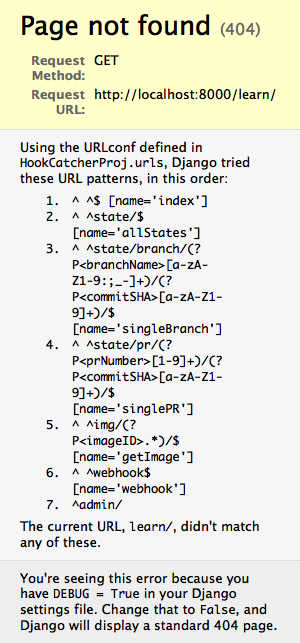 Page not found (404)
Request GET
Method:
Request http://localhost:8000/learn/
URL:
Using the URLconf defined in
HookCatcherProj.urls, Django tried
these URL patterns, in this order:
1. ^ ^$ [name='index']
2. ^ ^state/$
[name='allStates']
3. ^ ^state/branch/(?
P<branchName>[a-zA-
Z1-9:;_-]+)/(?
P<commitSHA>[a-zA-Z1-
9]+)/$
[name='singleBranch']
4. ^ ^state/pr/(?
P<prNumber>[1-9]+)/(?
P<commitSHA>[a-zA-Z1-
9]+)/$
[name='singlePR']
5. ^ ^img/(?
P<imageID>.*)/$
[name='getImage']
6. ^ ^webhook$
[name='webhook']
7. ^admin/
The current URL, learn/, didn't match
any of these.
You're seeing this error because you
have DEBUG = True in your Django
settings file. Change that to False, and
Django will display a standard 404 page.